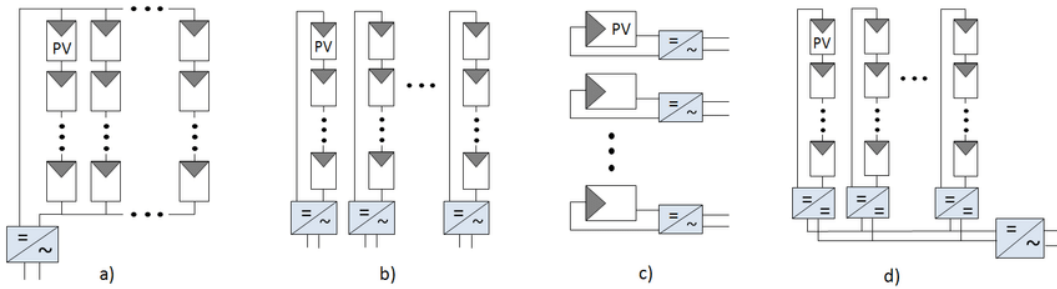 PV
PV
PV
PV
=
~
=
~
=
~
=
~
=
~
=
~
=
~
=
=
=
=
=
=
=
~
a)
b)
c)
d)